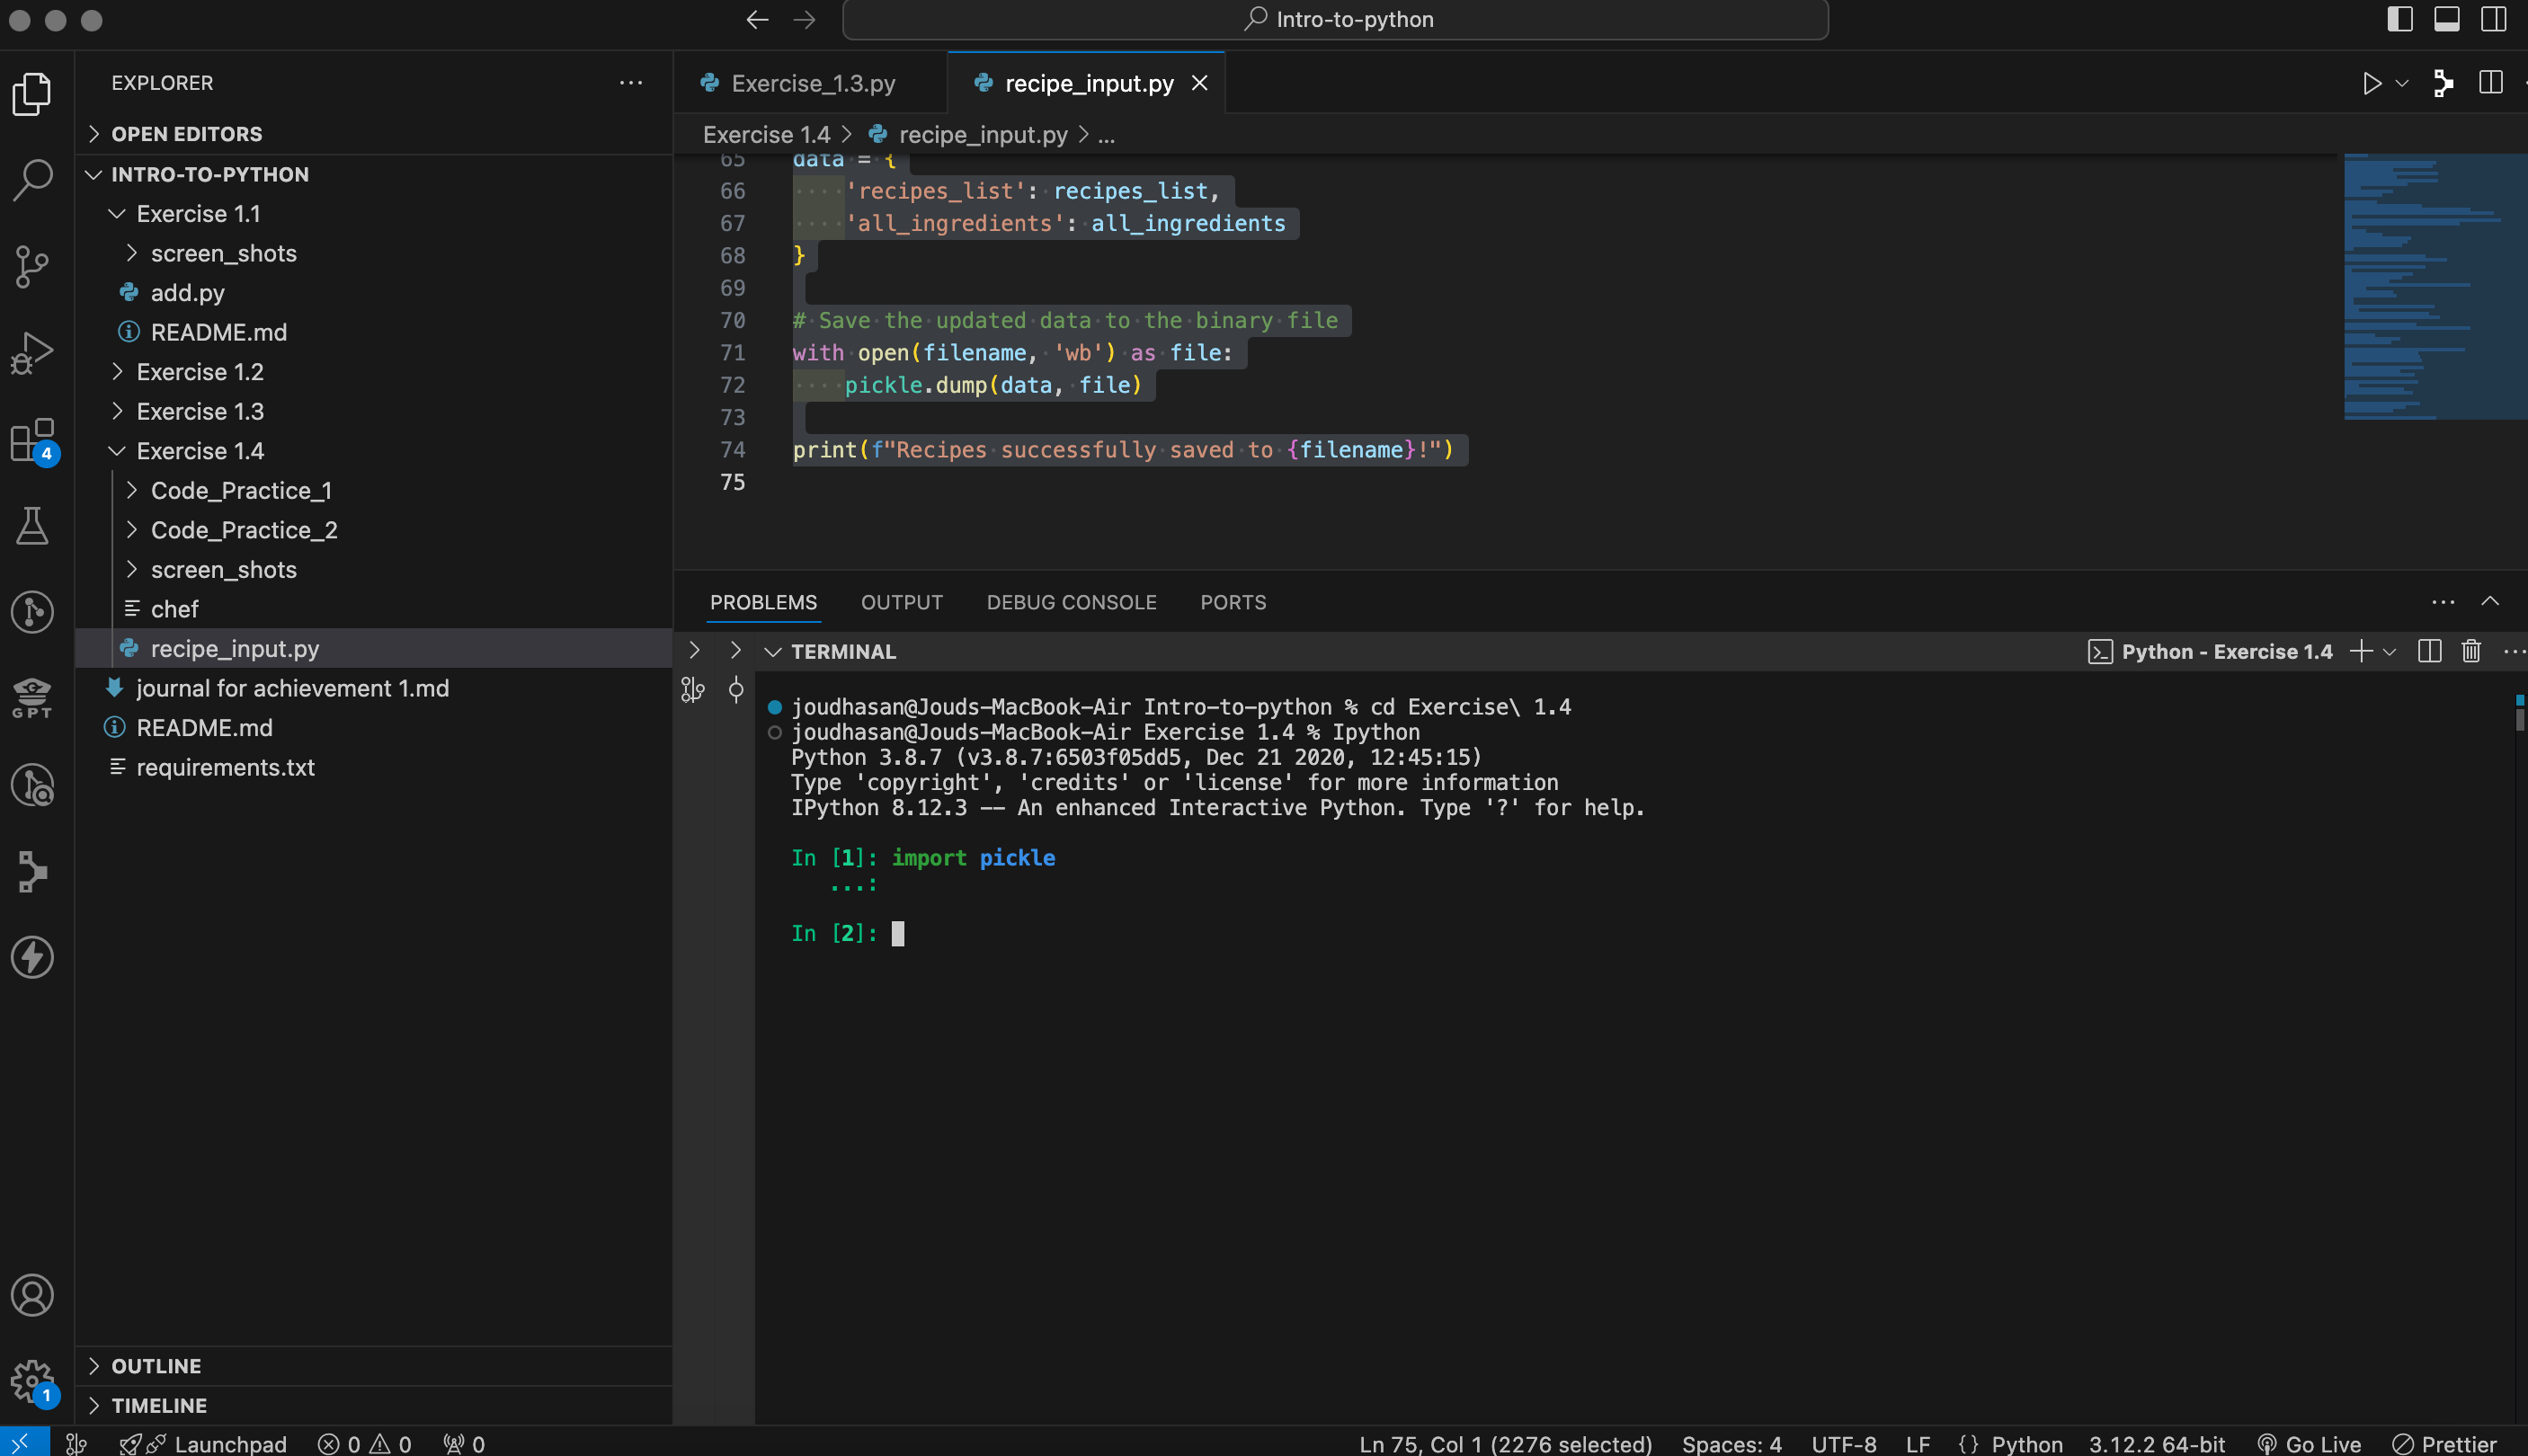 Intro-to-python
EXPLORER
OPEN EDITORS
INTRO-TO-PYTHON
Exercise 1.1
screen_shots
add.py
README.md
Exercise 1.2
Exercise 1.3
Exercise 1.4
Code_Practice_1
Code_Practice_2
screen_shots
chef
recipe_input.py
journal for achievement 1.md
README.md
requirements.txt
OUTLINE
TIMELINE
4
GPT
1
Exercise_1.3.py
recipe_input.py
Exercise 1.4 > recipe_input.py > ...
65 data = {
66     'recipes_list': recipes_list,
67     'all_ingredients': all_ingredients
68 }
69
70 # Save the updated data to the binary file
71 with open(filename, 'wb') as file:
72     pickle.dump(data, file)
73
74 print(f"Recipes successfully saved to {filename}!")
75
PROBLEMS OUTPUT DEBUG CONSOLE PORTS
TERMINAL
Python - Exercise 1.4
joudhasan@Jouds-MacBook-Air Intro-to-python % cd Exercise\ 1.4
joudhasan@Jouds-MacBook-Air Exercise 1.4 % Ipython
Python 3.8.7 (v3.8.7:6503f05dd5, Dec 21 2020, 12:45:15)
Type 'copyright', 'credits' or 'license' for more information
IPython 8.12.3 -- An enhanced Interactive Python. Type '?' for help.
In [1]: import pickle
   ...:
In [2]:
Launchpad 0 0 0 Ln 75, Col 1 (2276 selected) Spaces: 4 UTF-8 LF {} Python 3.12.2 64-bit Go Live Prettier